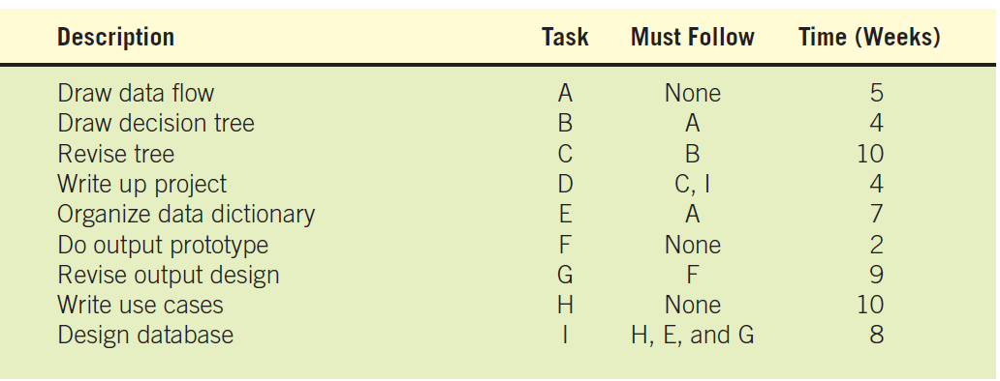 Description Task Must Follow Time (Weeks)
Draw data flow A None 5
Draw decision tree B A 4
Revise tree C B 10
Write up project D C, I 4
Organize data dictionary E A 7
Do output prototype F None 2
Revise output design G F 9
Write use cases H None 10
Design database I H, E, and G 8